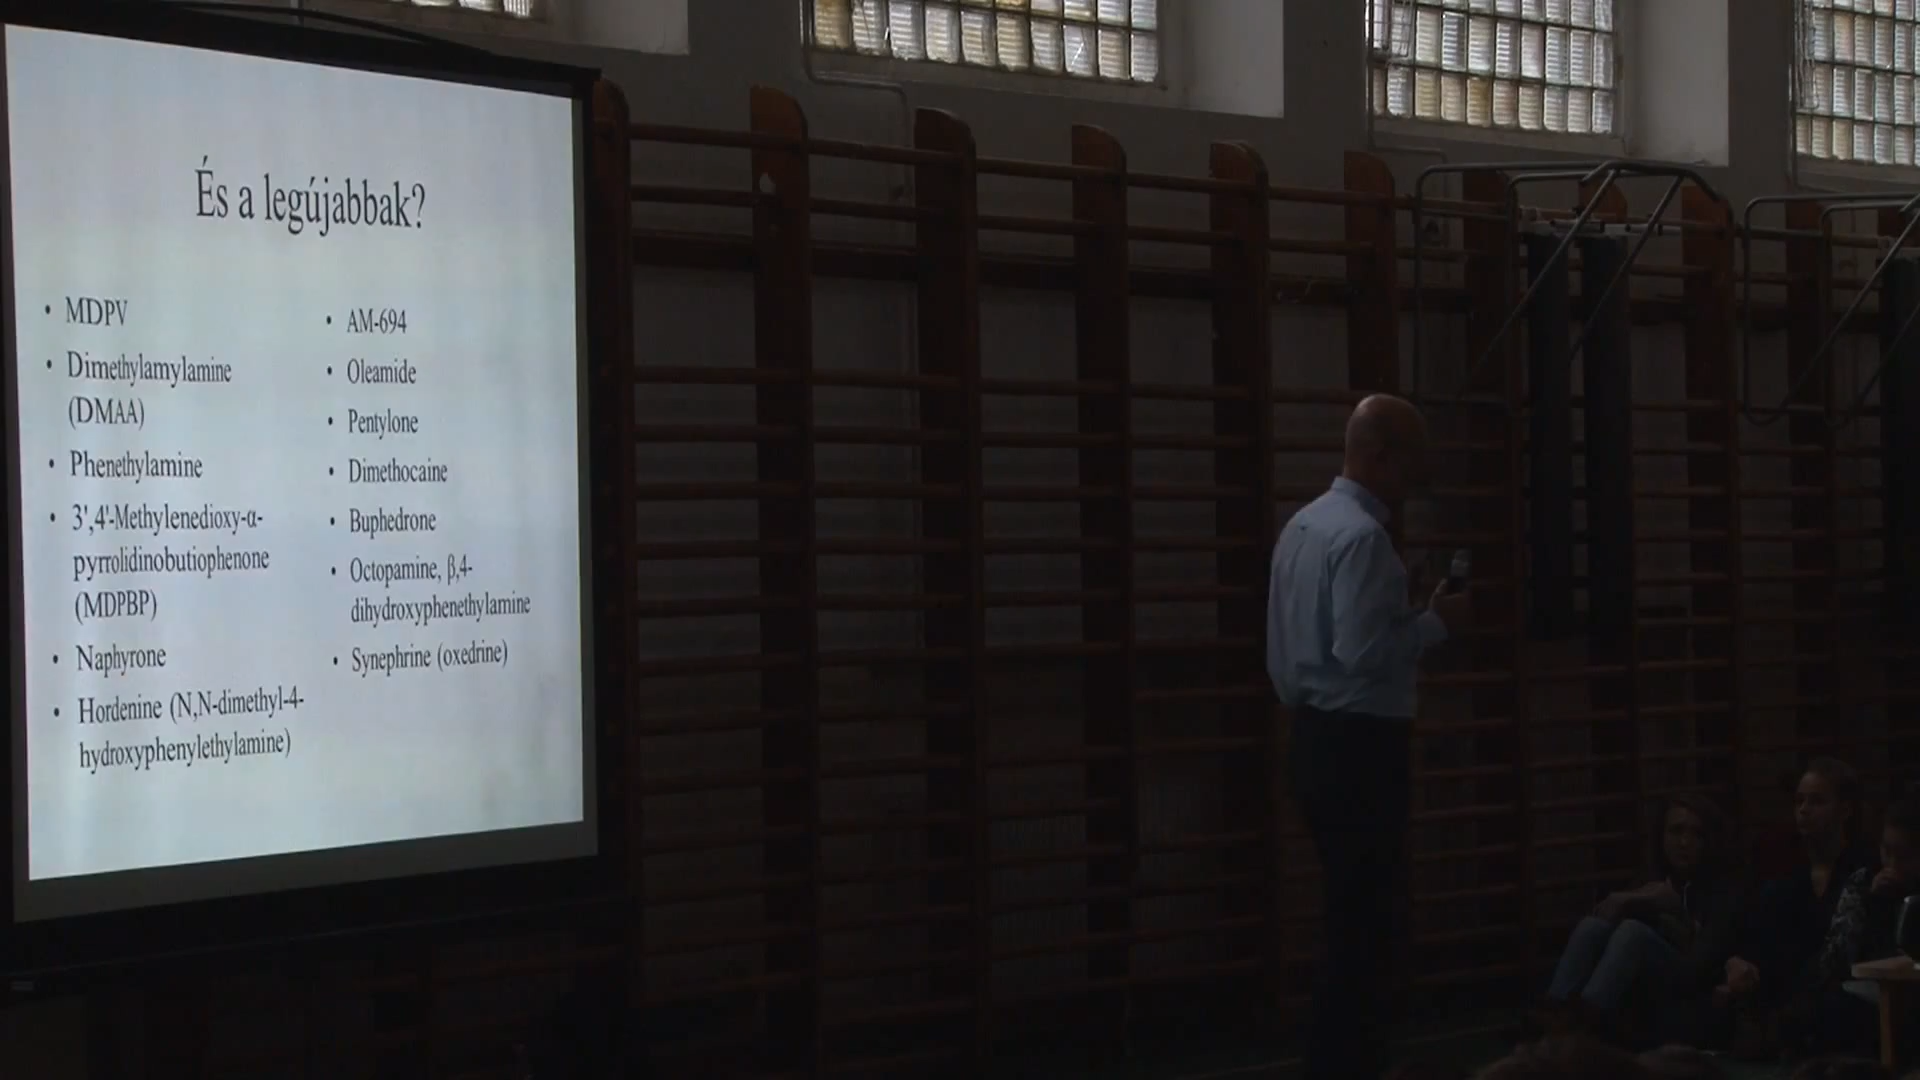 És a legújabbak?
• MDPV
• Dimethylamylamine
(DMAA)
• Phenethylamine
• 3',4'-Methylenedioxy-α-
pyrrolidinobutiophenone
(MDPBP)
• Naphyrone
• Hordenine (N,N-dimethyl-4-
hydroxyphenylethylamine)
• AM-694
• Oleamide
• Pentylone
• Dimethocaine
• Buphedrone
• Octopamine, β,4-
dihydroxyphenethylamine
• Synephrine (oxedrine)